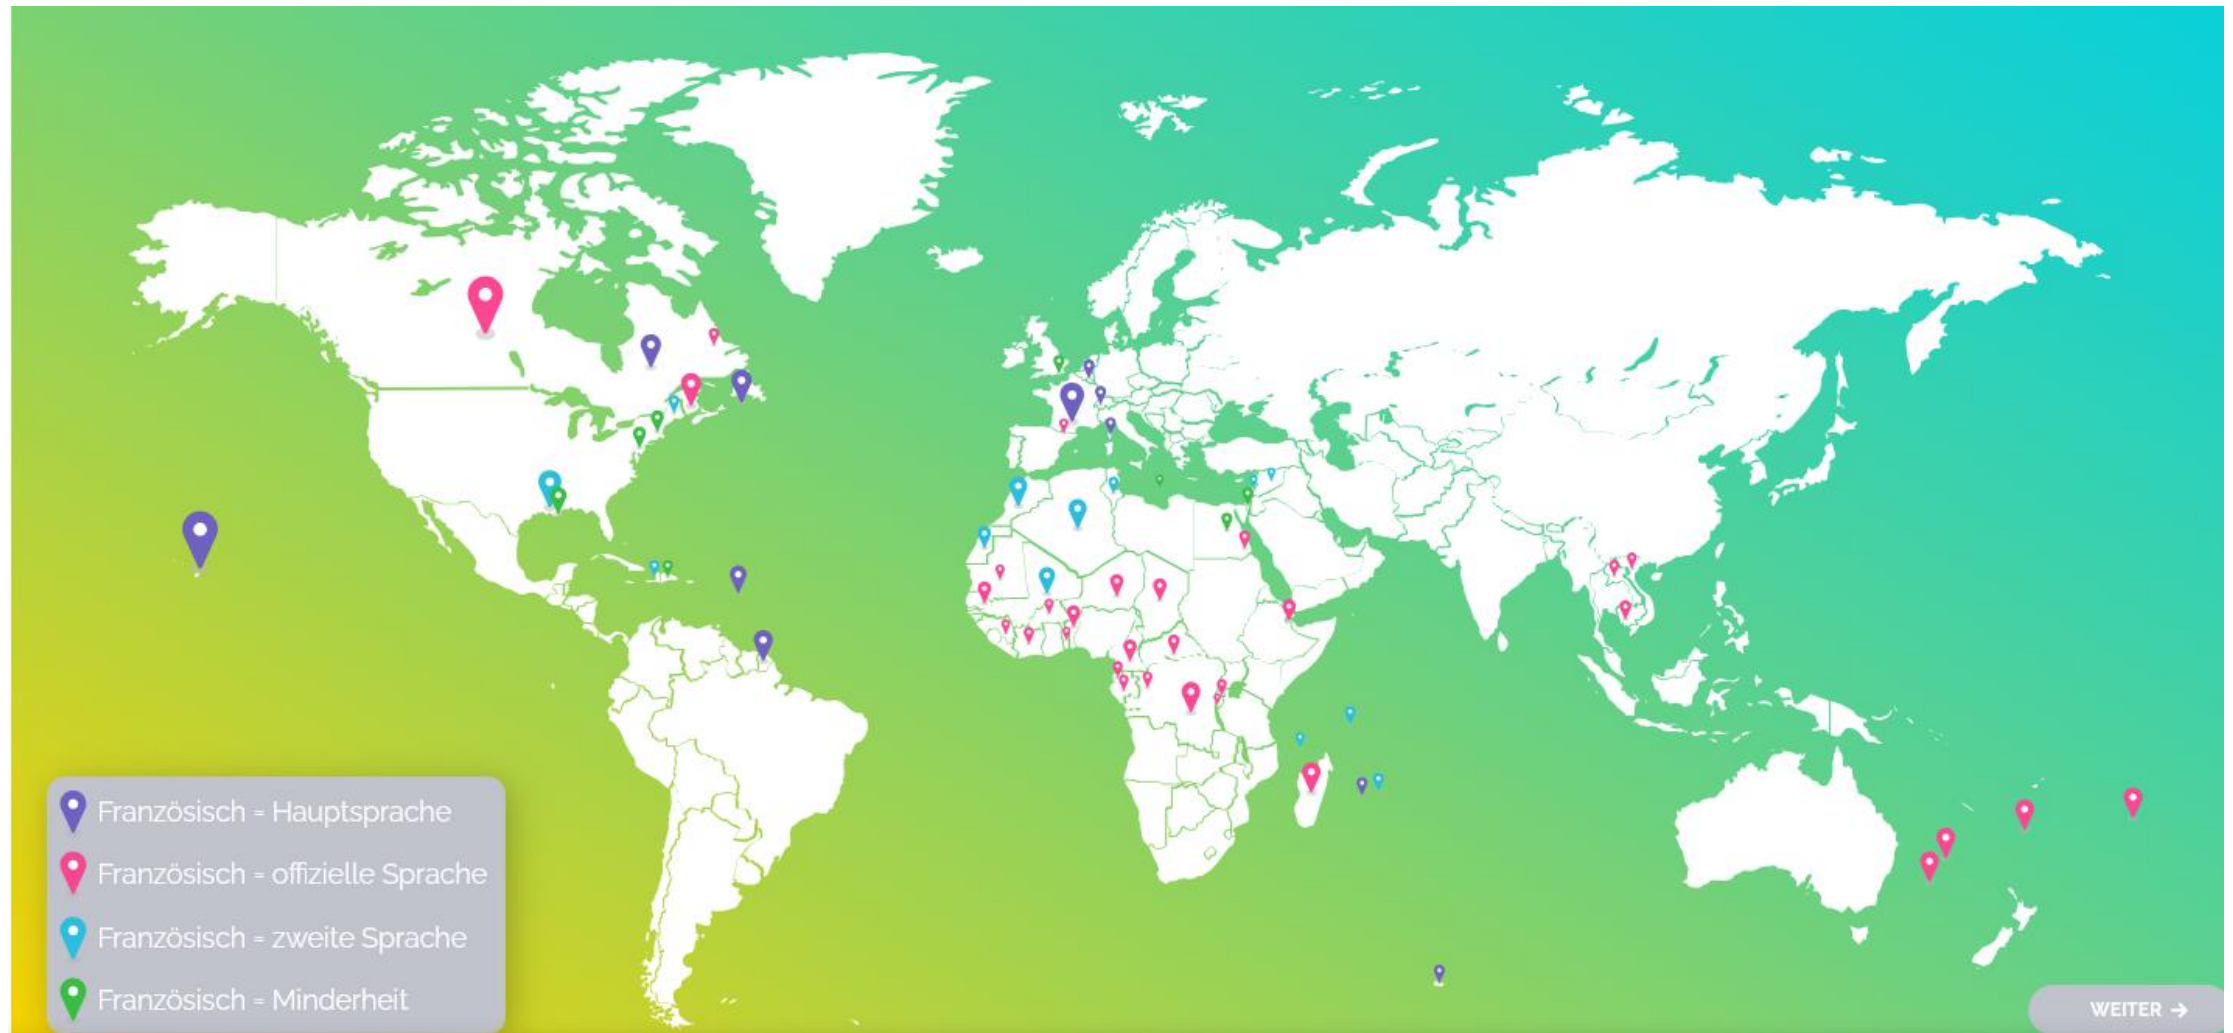 Französisch = Hauptsprache
Französisch = offizielle Sprache
Französisch = zweite Sprache
Französisch = Minderheit
WEITER →